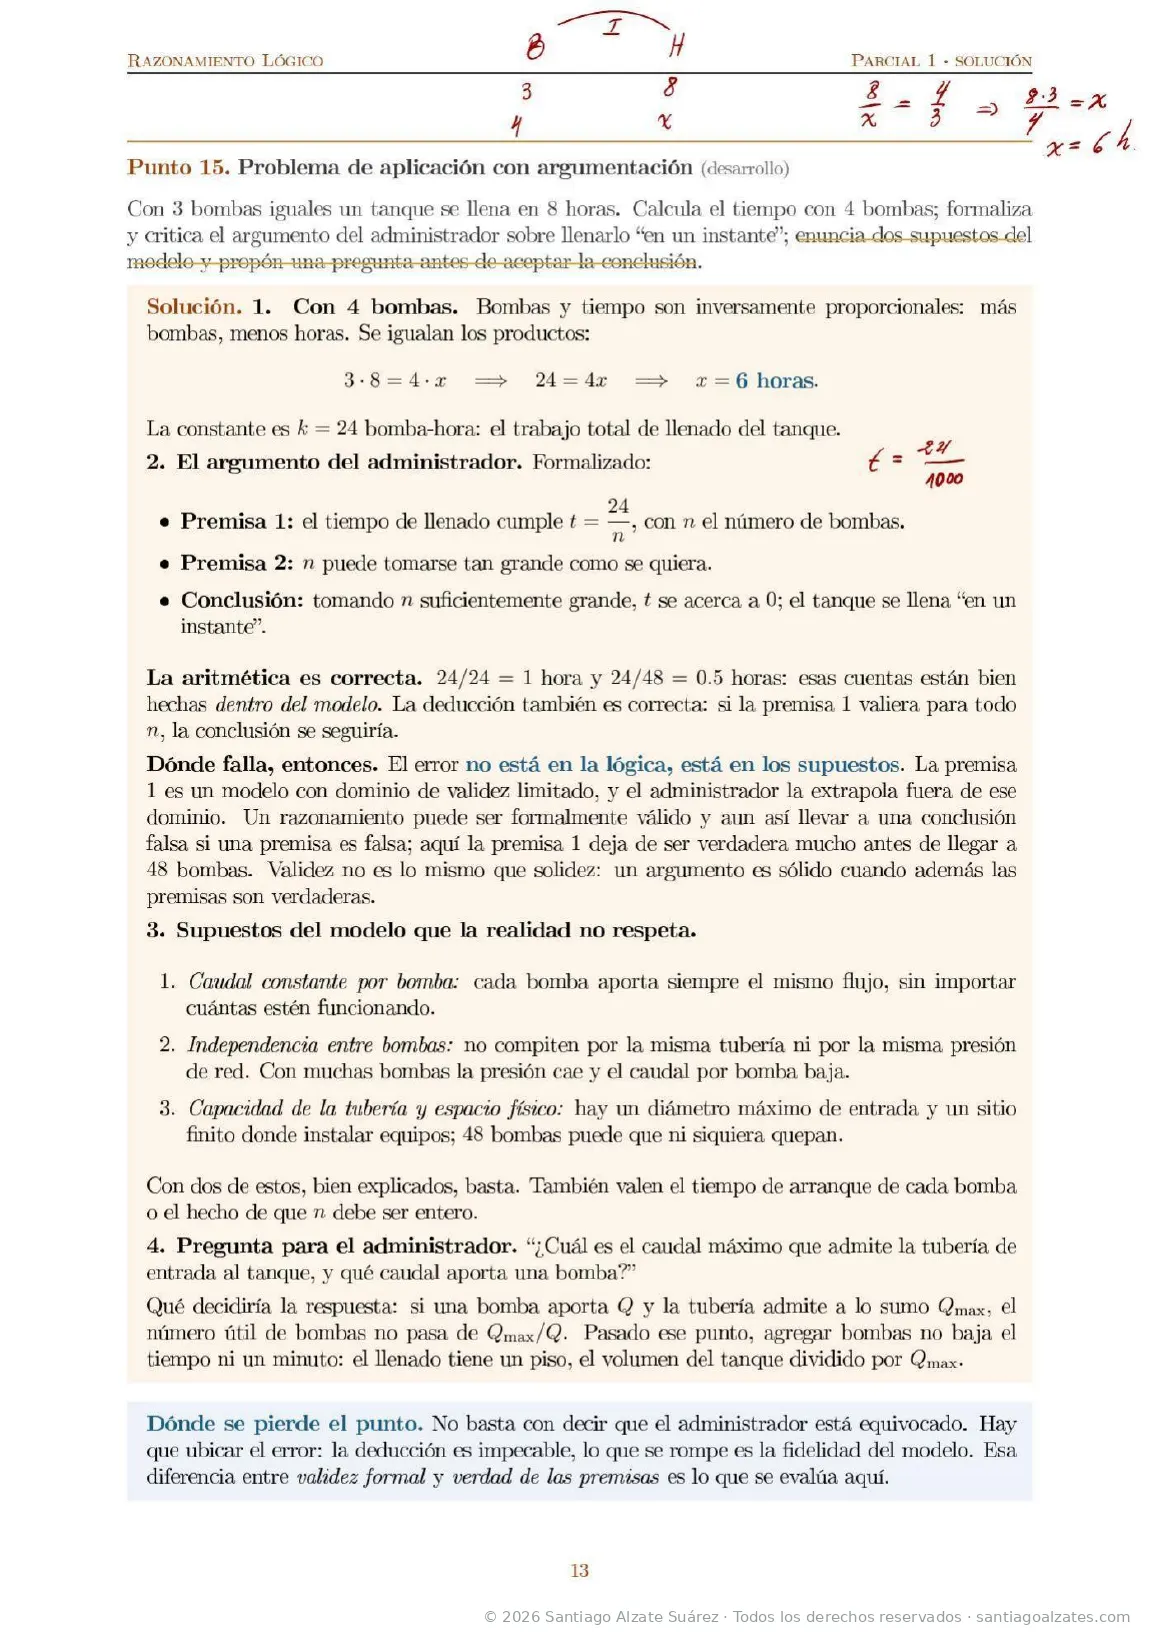 B I H
RAZONAMIENTO LÓGICO PARCIAL 1 · SOLUCIÓN
3 8
4 x
8/x = 4/3 ⇒ 8·3/4 = x
x = 6 h.
Punto 15. Problema de aplicación con argumentación (desarrollo)
Con 3 bombas iguales un tanque se llena en 8 horas. Calcula el tiempo con 4 bombas; formaliza
y critica el argumento del administrador sobre llenarlo “en un instante”; enuncia dos supuestos del
modelo y propón una pregunta antes de aceptar la conclusión.
Solución. 1. Con 4 bombas. Bombas y tiempo son inversamente proporcionales: más
bombas, menos horas. Se igualan los productos:
3 · 8 = 4 · x ⟹ 24 = 4x ⟹ x = 6 horas.
La constante es k = 24 bomba-hora: el trabajo total de llenado del tanque.
2. El argumento del administrador. Formalizado:
t = 24/1000
• Premisa 1: el tiempo de llenado cumple t = 24/n, con n el número de bombas.
• Premisa 2: n puede tomarse tan grande como se quiera.
• Conclusión: tomando n suficientemente grande, t se acerca a 0; el tanque se llena “en un
instante”.
La aritmética es correcta. 24/24 = 1 hora y 24/48 = 0.5 horas: esas cuentas están bien
hechas dentro del modelo. La deducción también es correcta: si la premisa 1 valiera para todo
n, la conclusión se seguiría.
Dónde falla, entonces. El error no está en la lógica, está en los supuestos. La premisa
1 es un modelo con dominio de validez limitado, y el administrador la extrapola fuera de ese
dominio. Un razonamiento puede ser formalmente válido y aun así llevar a una conclusión
falsa si una premisa es falsa; aquí la premisa 1 deja de ser verdadera mucho antes de llegar a
48 bombas. Validez no es lo mismo que solidez: un argumento es sólido cuando además las
premisas son verdaderas.
3. Supuestos del modelo que la realidad no respeta.
1. Caudal constante por bomba: cada bomba aporta siempre el mismo flujo, sin importar
cuántas estén funcionando.
2. Independencia entre bombas: no compiten por la misma tubería ni por la misma presión
de red. Con muchas bombas la presión cae y el caudal por bomba baja.
3. Capacidad de la tubería y espacio físico: hay un diámetro máximo de entrada y un sitio
finito donde instalar equipos; 48 bombas puede que ni siquiera quepan.
Con dos de estos, bien explicados, basta. También valen el tiempo de arranque de cada bomba
o el hecho de que n debe ser entero.
4. Pregunta para el administrador. “¿Cuál es el caudal máximo que admite la tubería de
entrada al tanque, y qué caudal aporta una bomba?”
Qué decidiría la respuesta: si una bomba aporta Q y la tubería admite a lo sumo Qmax, el
número útil de bombas no pasa de Qmax/Q. Pasado ese punto, agregar bombas no baja el
tiempo ni un minuto: el llenado tiene un piso, el volumen del tanque dividido por Qmax.
Dónde se pierde el punto. No basta con decir que el administrador está equivocado. Hay
que ubicar el error: la deducción es impecable, lo que se rompe es la fidelidad del modelo. Esa
diferencia entre validez formal y verdad de las premisas es lo que se evalúa aquí.
13
© 2026 Santiago Alzate Suárez · Todos los derechos reservados · santiagoalzates.com